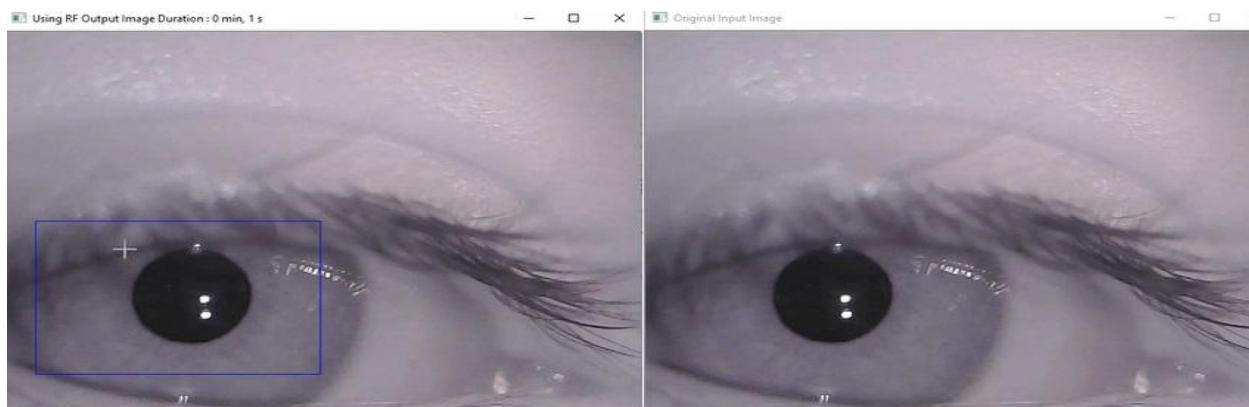 Using RF Output Image Duration : 0 min, 1 s
Original Input Image